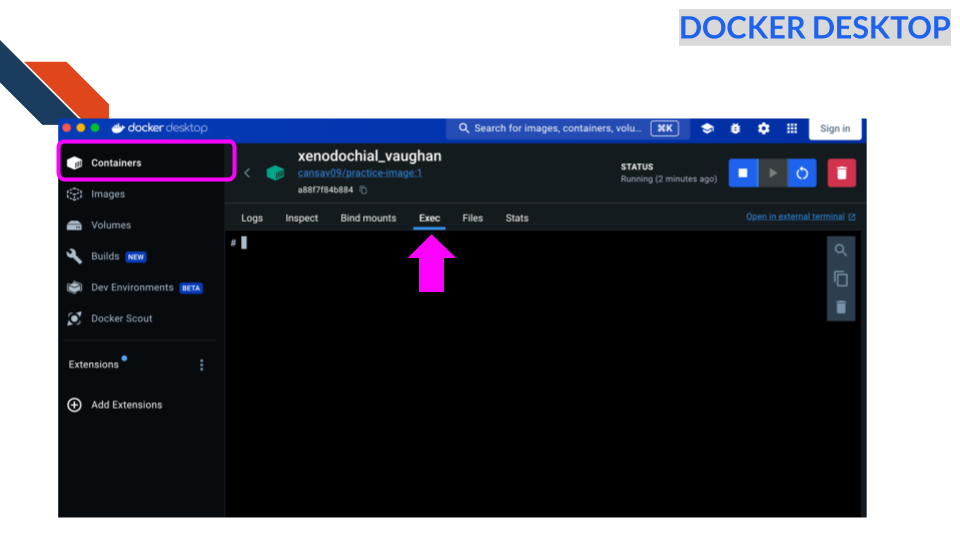 DOCKER DESKTOP
docker desktop
Search for images, containers, volu... ⌘K
Sign in
Containers
Images
Volumes
Builds NEW
Dev Environments BETA
Docker Scout
Extensions
Add Extensions
xenodochial_vaughan
cansav09/practice-image:1
a88f7f84b884
STATUS
Running (2 minutes ago)
Logs Inspect Bind mounts Exec Files Stats
Open in external terminal
#